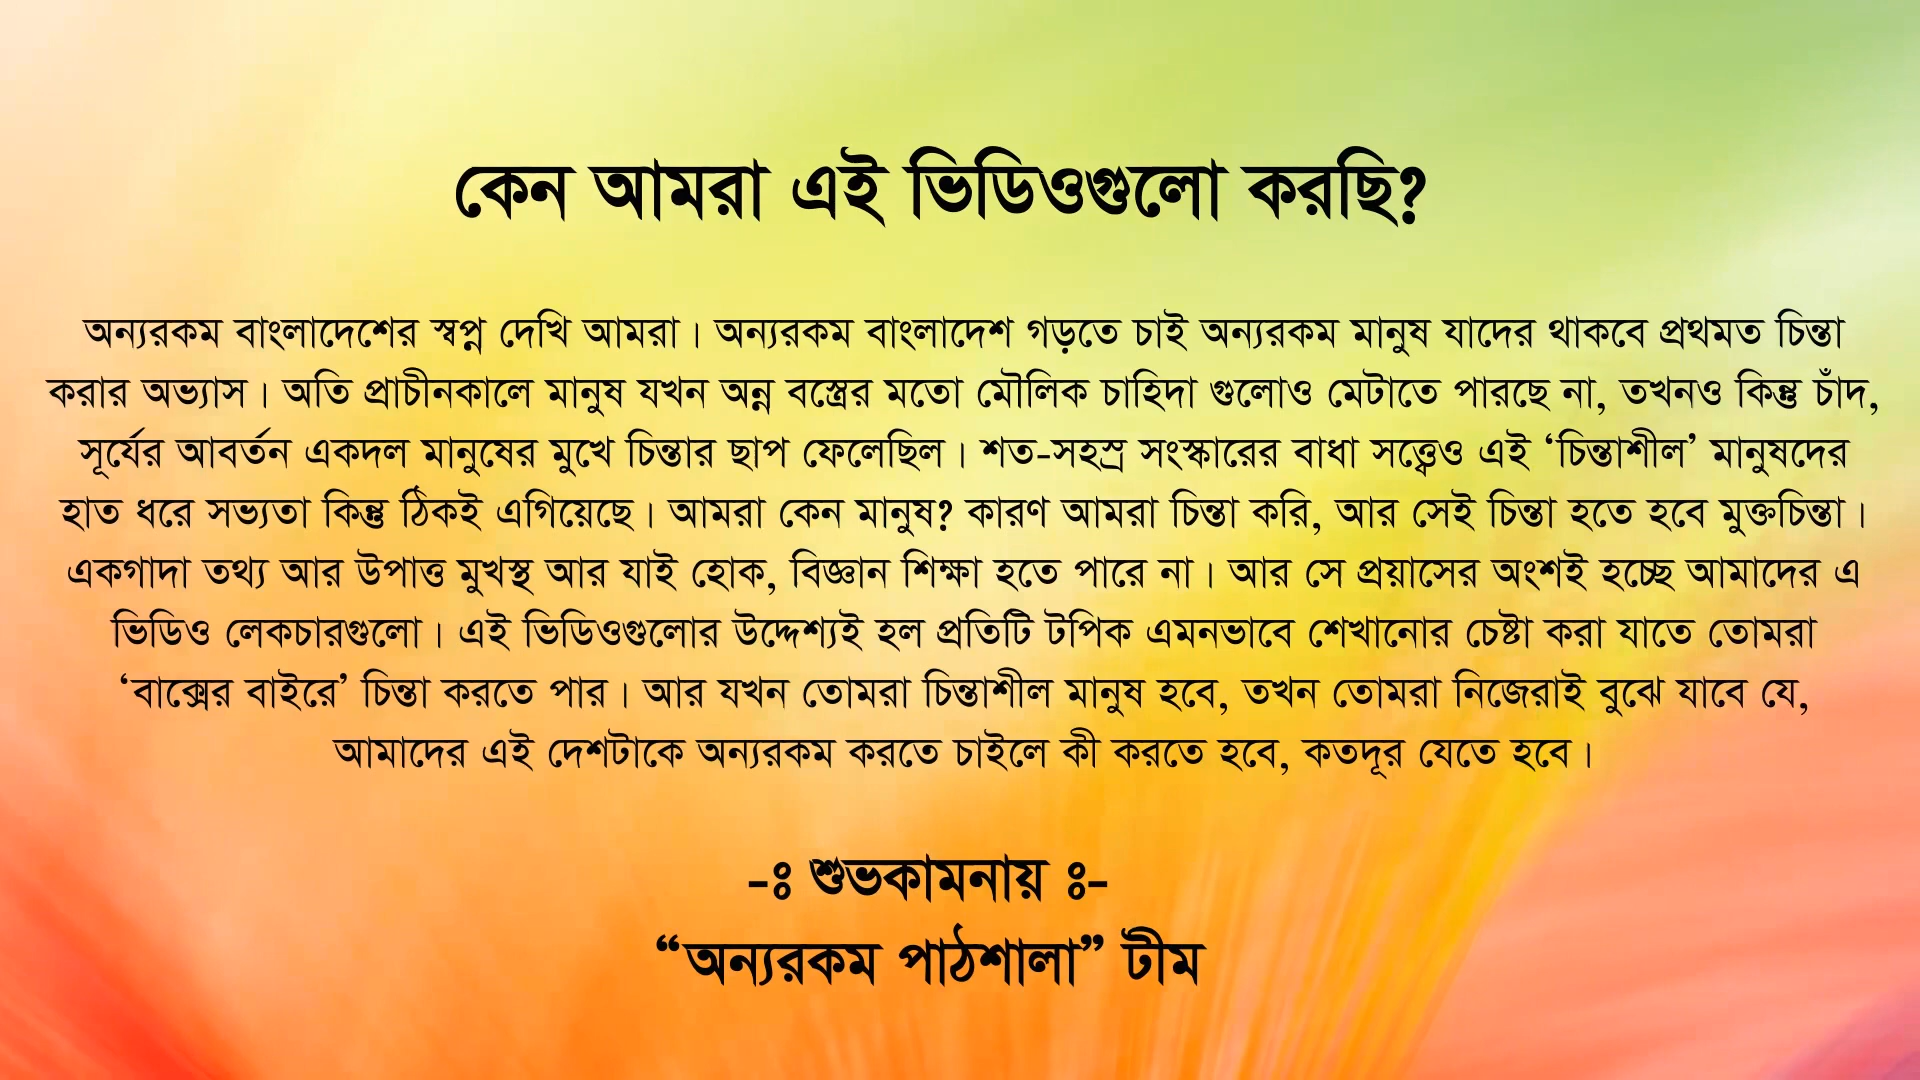 কেন আমরা এই ভিডিওগুলো করছি?
অন্যরকম বাংলাদেশের স্বপ্ন দেখি আমরা। অন্যরকম বাংলাদেশ গড়তে চাই অন্যরকম মানুষ যাদের থাকবে প্রথমত চিন্তা
করার অভ্যাস। অতি প্রাচীনকালে মানুষ যখন অন্ন বস্ত্রের মতো মৌলিক চাহিদা গুলোও মেটাতে পারছে না, তখনও কিন্তু চাঁদ,
সূর্যের আবর্তন একদল মানুষের মুখে চিন্তার ছাপ ফেলেছিল। শত-সহস্র সংস্কারের বাধা সত্ত্বেও এই ‘চিন্তাশীল’ মানুষদের
হাত ধরে সভ্যতা কিন্তু ঠিকই এগিয়েছে। আমরা কেন মানুষ? কারণ আমরা চিন্তা করি, আর সেই চিন্তা হতে হবে মুক্তচিন্তা।
একগাদা তথ্য আর উপাত্ত মুখস্থ আর যাই হোক, বিজ্ঞান শিক্ষা হতে পারে না। আর সে প্রয়াসের অংশই হচ্ছে আমাদের এ
ভিডিও লেকচারগুলো। এই ভিডিওগুলোর উদ্দেশ্যই হল প্রতিটি টপিক এমনভাবে শেখানোর চেষ্টা করা যাতে তোমরা
‘বাক্সের বাইরে’ চিন্তা করতে পার। আর যখন তোমরা চিন্তাশীল মানুষ হবে, তখন তোমরা নিজেরাই বুঝে যাবে যে,
আমাদের এই দেশটাকে অন্যরকম করতে চাইলে কী করতে হবে, কতদূর যেতে হবে।
-ঃ শুভকামনায় ঃ-
“অন্যরকম পাঠশালা” টীম